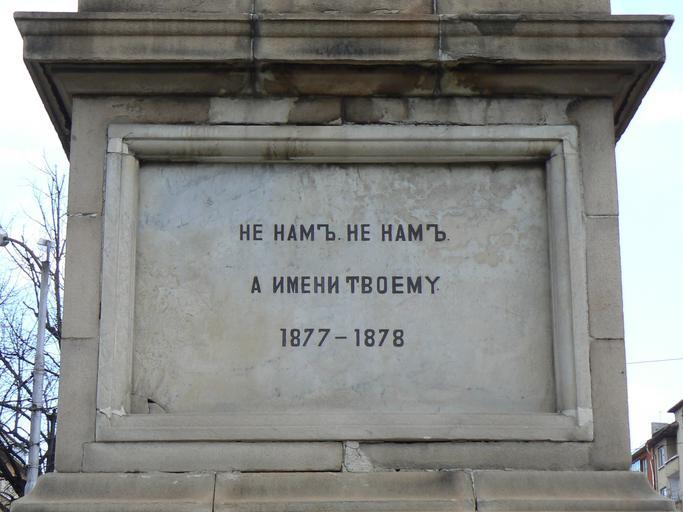 НЕ НАМЪ. НЕ НАМЪ.
А ИМЕНИ ТВОЕМУ.
1877-1878